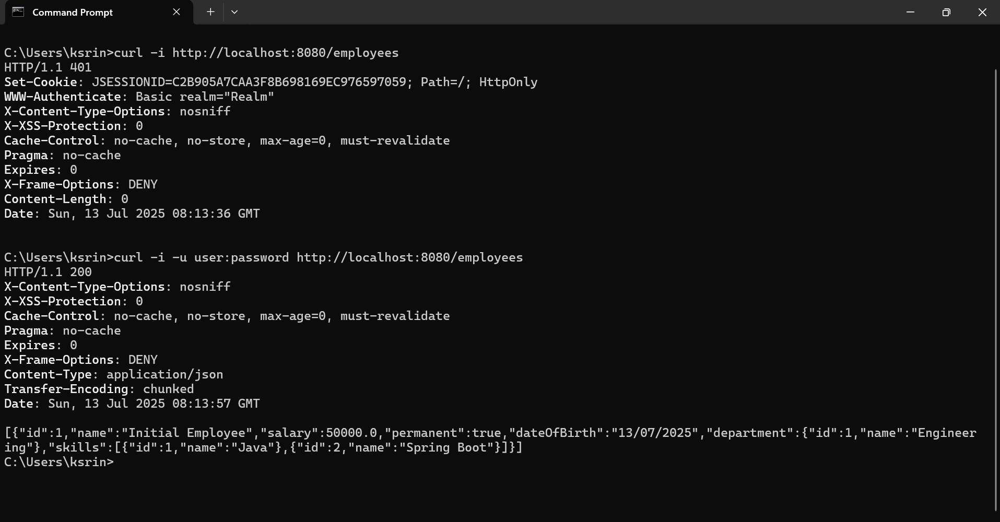 Command Prompt
C:\Users\ksrin>curl -i http://localhost:8080/employees
HTTP/1.1 401
Set-Cookie: JSESSIONID=C2B905A7CAA3F8B698169EC976597059; Path=/; HttpOnly
WWW-Authenticate: Basic realm="Realm"
X-Content-Type-Options: nosniff
X-XSS-Protection: 0
Cache-Control: no-cache, no-store, max-age=0, must-revalidate
Pragma: no-cache
Expires: 0
X-Frame-Options: DENY
Content-Length: 0
Date: Sun, 13 Jul 2025 08:13:36 GMT
C:\Users\ksrin>curl -i -u user:password http://localhost:8080/employees
HTTP/1.1 200
X-Content-Type-Options: nosniff
X-XSS-Protection: 0
Cache-Control: no-cache, no-store, max-age=0, must-revalidate
Pragma: no-cache
Expires: 0
X-Frame-Options: DENY
Content-Type: application/json
Transfer-Encoding: chunked
Date: Sun, 13 Jul 2025 08:13:57 GMT
[{"id":1,"name":"Initial Employee","salary":50000.0,"permanent":true,"dateOfBirth":"13/07/2025","department":{"id":1,"name":"Engineer
ing"},"skills":[{"id":1,"name":"Java"},{"id":2,"name":"Spring Boot"}]}]
C:\Users\ksrin>